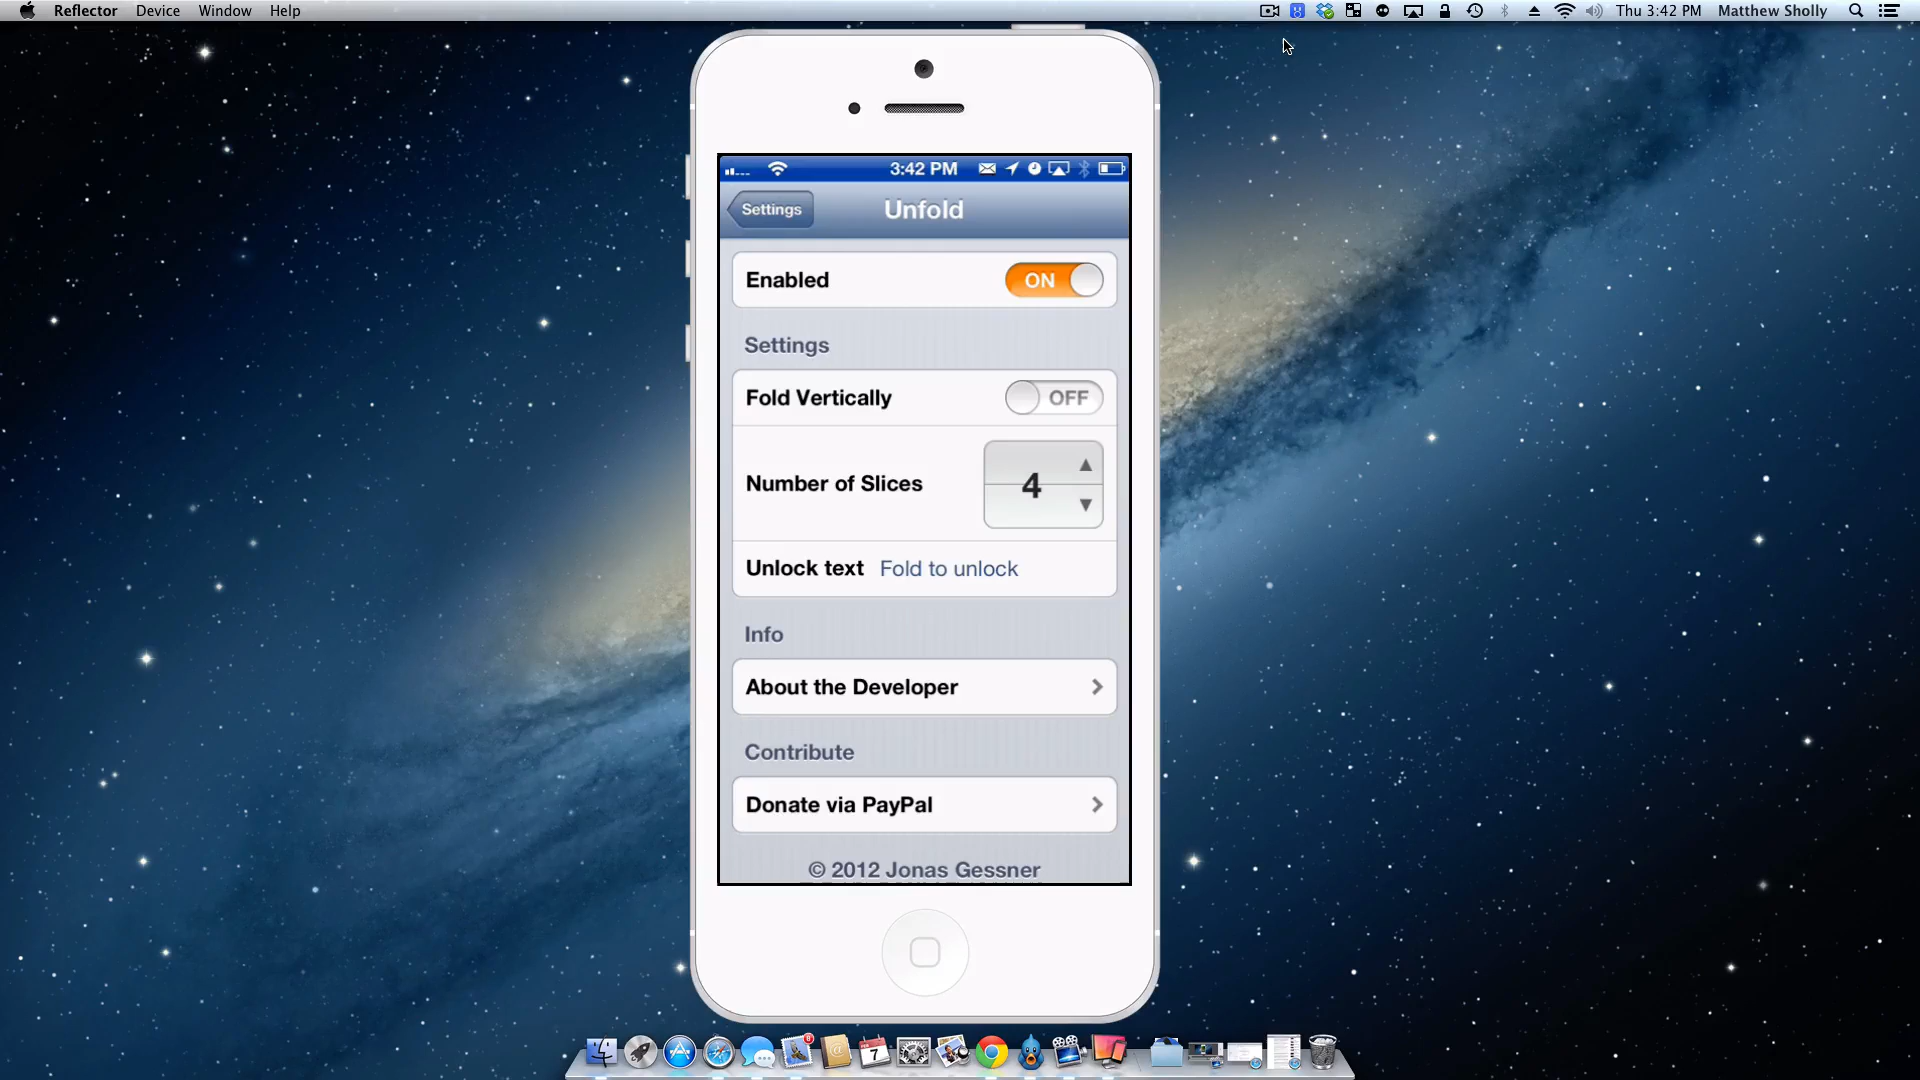 Reflector Device Window Help Thu 3:42 PM Matthew Sholly
3:42 PM
Settings Unfold
Enabled ON
Settings
Fold Vertically OFF
Number of Slices 4
Unlock text Fold to unlock
Info
About the Developer
Contribute
Donate via PayPal
© 2012 Jonas Gessner
7